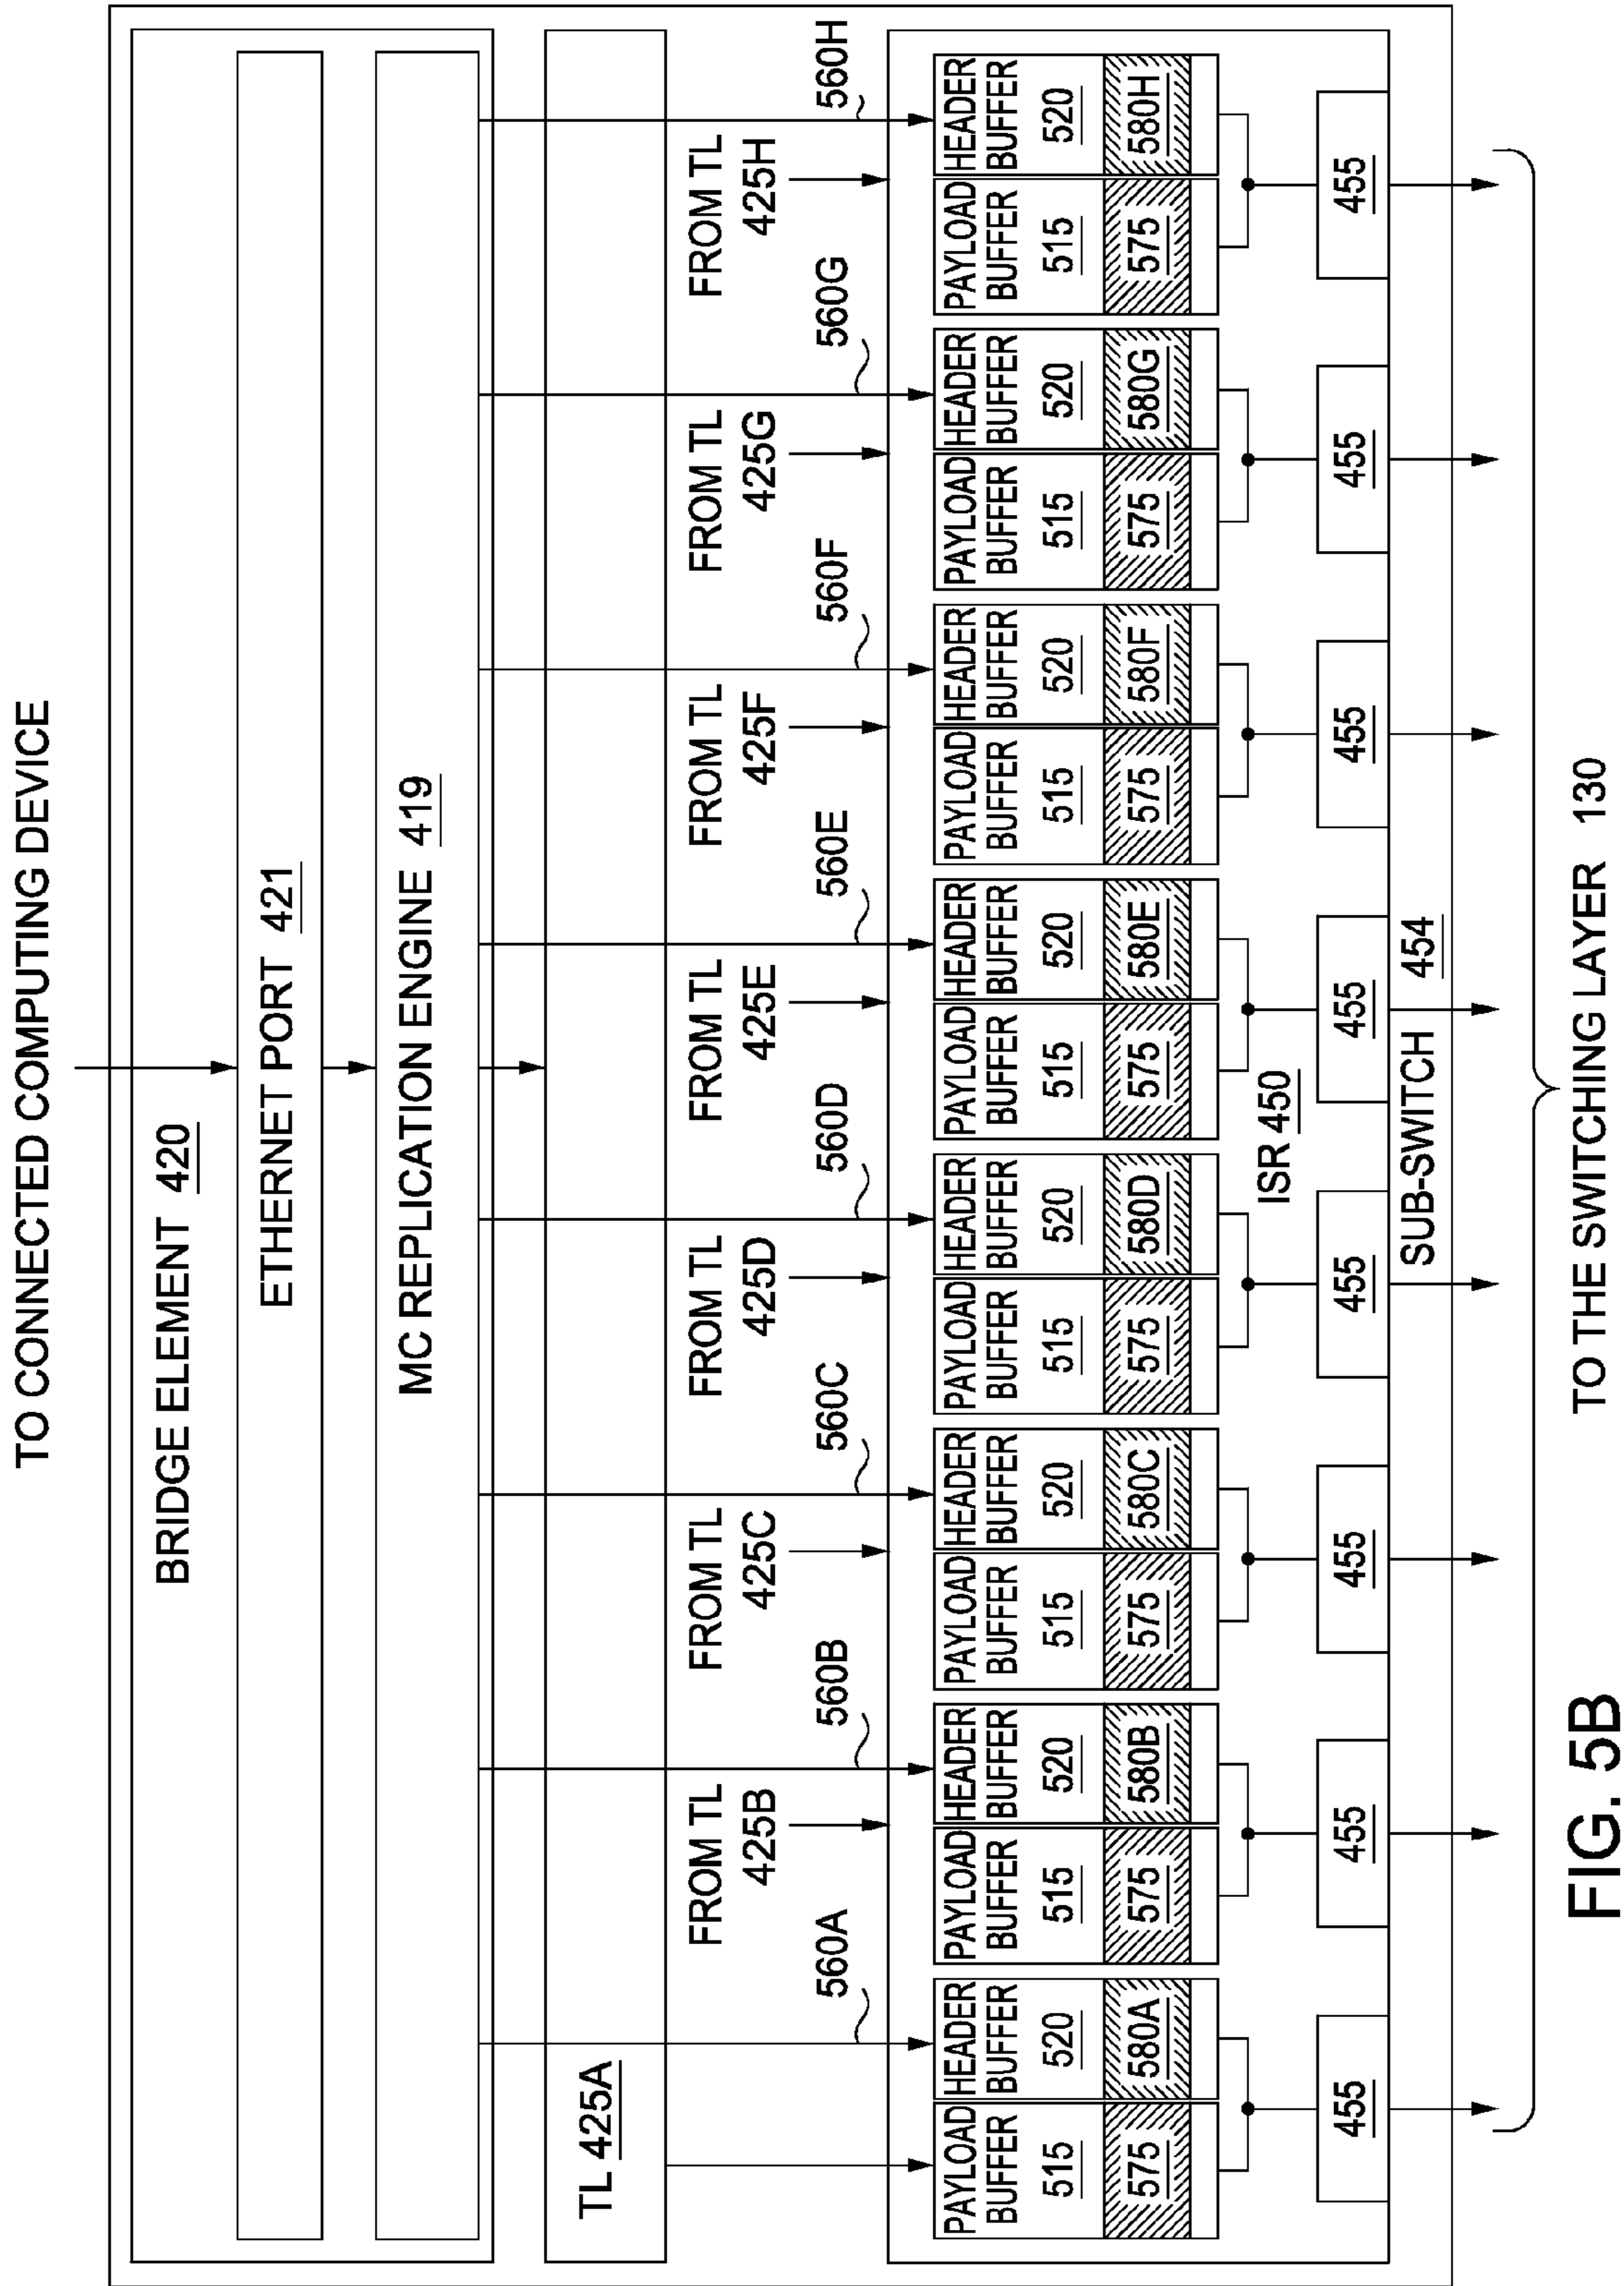 TO CONNECTED COMPUTING DEVICE
BRIDGE ELEMENT 420
ETHERNET PORT 421
MC REPLICATION ENGINE 419
TL 425A
FROM TL
425B
FROM TL
425C
FROM TL
425D
FROM TL
425E
FROM TL
425F
FROM TL
425G
FROM TL
425H
560A
560B
560C
560D
560E
560F
560G
560H
PAYLOAD
BUFFER
515
575
HEADER
BUFFER
520
580A
PAYLOAD
BUFFER
515
575
HEADER
BUFFER
520
580B
PAYLOAD
BUFFER
515
575
HEADER
BUFFER
520
580C
PAYLOAD
BUFFER
515
575
HEADER
BUFFER
520
580D
PAYLOAD
BUFFER
515
575
HEADER
BUFFER
520
580E
PAYLOAD
BUFFER
515
575
HEADER
BUFFER
520
580F
PAYLOAD
BUFFER
515
575
HEADER
BUFFER
520
580G
PAYLOAD
BUFFER
515
575
HEADER
BUFFER
520
580H
ISR 450
455
455
455
455
455
455
455
455
SUB-SWITCH 454
TO THE SWITCHING LAYER 130
FIG. 5B